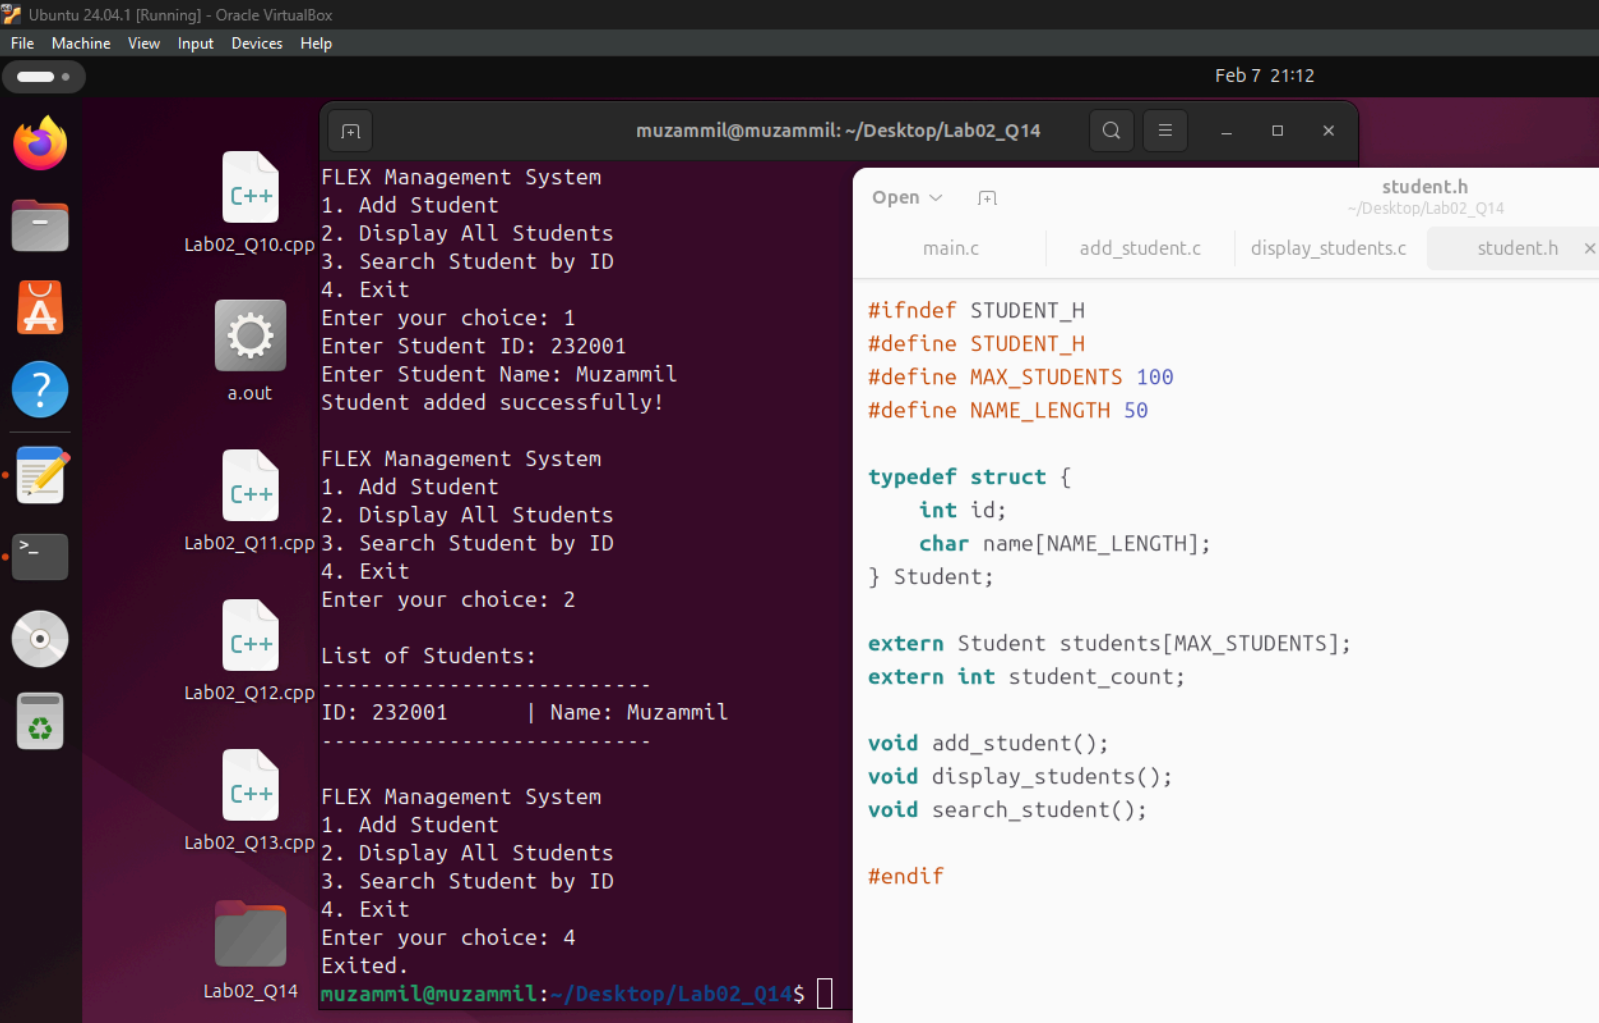 Ubuntu 24.04.1 [Running] - Oracle VirtualBox
File Machine View Input Devices Help
Feb 7 21:12
Lab02_Q10.cpp
a.out
Lab02_Q11.cpp
Lab02_Q12.cpp
Lab02_Q13.cpp
Lab02_Q14
muzammil@muzammil: ~/Desktop/Lab02_Q14
FLEX Management System
1. Add Student
2. Display All Students
3. Search Student by ID
4. Exit
Enter your choice: 1
Enter Student ID: 232001
Enter Student Name: Muzammil
Student added successfully!
FLEX Management System
1. Add Student
2. Display All Students
3. Search Student by ID
4. Exit
Enter your choice: 2
List of Students:
--------------------------
ID: 232001 | Name: Muzammil
--------------------------
FLEX Management System
1. Add Student
2. Display All Students
3. Search Student by ID
4. Exit
Enter your choice: 4
Exited.
muzammil@muzammil:~/Desktop/Lab02_Q14$
Open
student.h
~/Desktop/Lab02_Q14
main.c add_student.c display_students.c student.h
#ifndef STUDENT_H
#define STUDENT_H
#define MAX_STUDENTS 100
#define NAME_LENGTH 50
typedef struct {
int id;
char name[NAME_LENGTH];
} Student;
extern Student students[MAX_STUDENTS];
extern int student_count;
void add_student();
void display_students();
void search_student();
#endif
C++
C++
C++
C++
A
?
>_